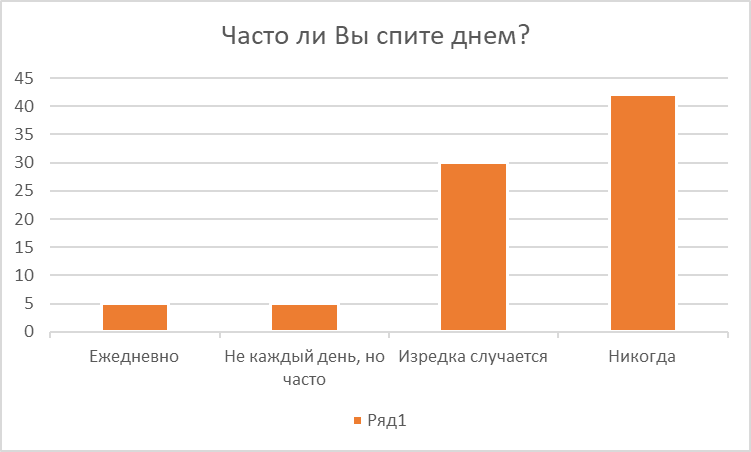 Часто ли Вы спите днем?
45
40
35
30
25
20
15
10
5
0
Ежедневно
Не каждый день, но
часто
Изредка случается
Никогда
Ряд1